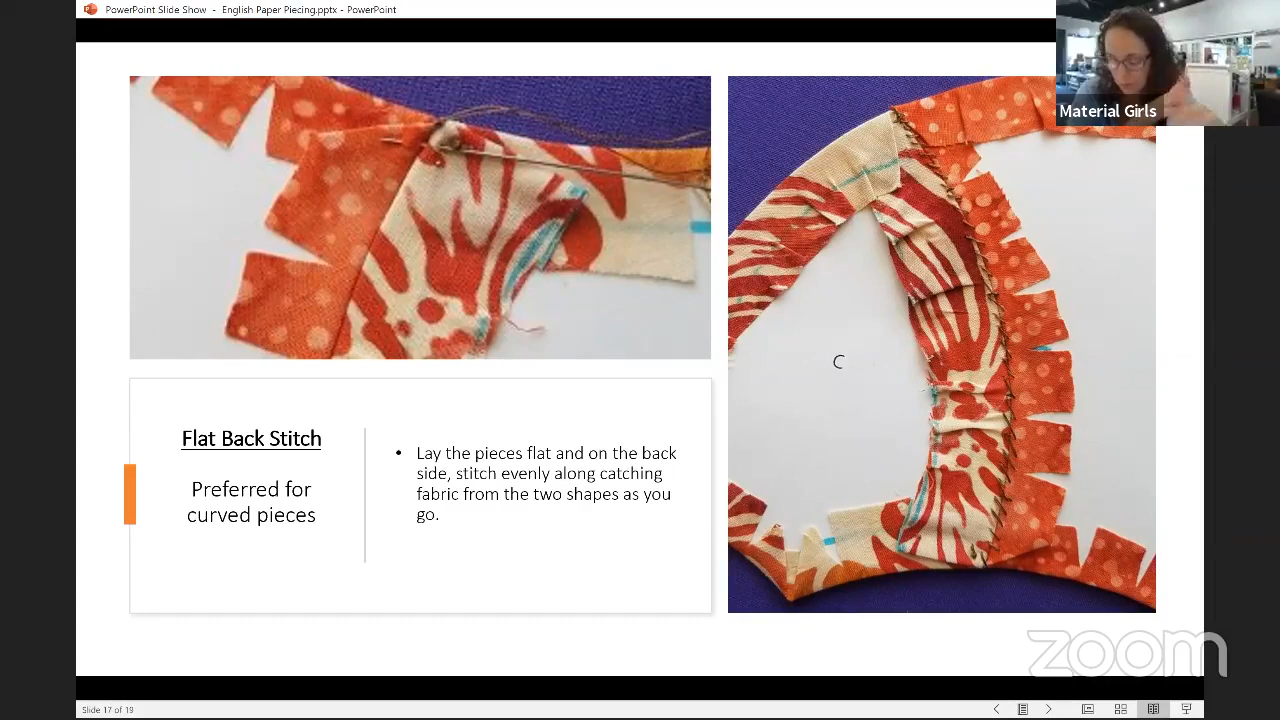 PowerPoint Slide Show - English Paper Piecing.pptx - PowerPoint
Material Girls
C
Flat Back Stitch
Preferred for
curved pieces
• Lay the pieces flat and on the back
side, stitch evenly along catching
fabric from the two shapes as you
go.
zoom
Slide 17 of 19